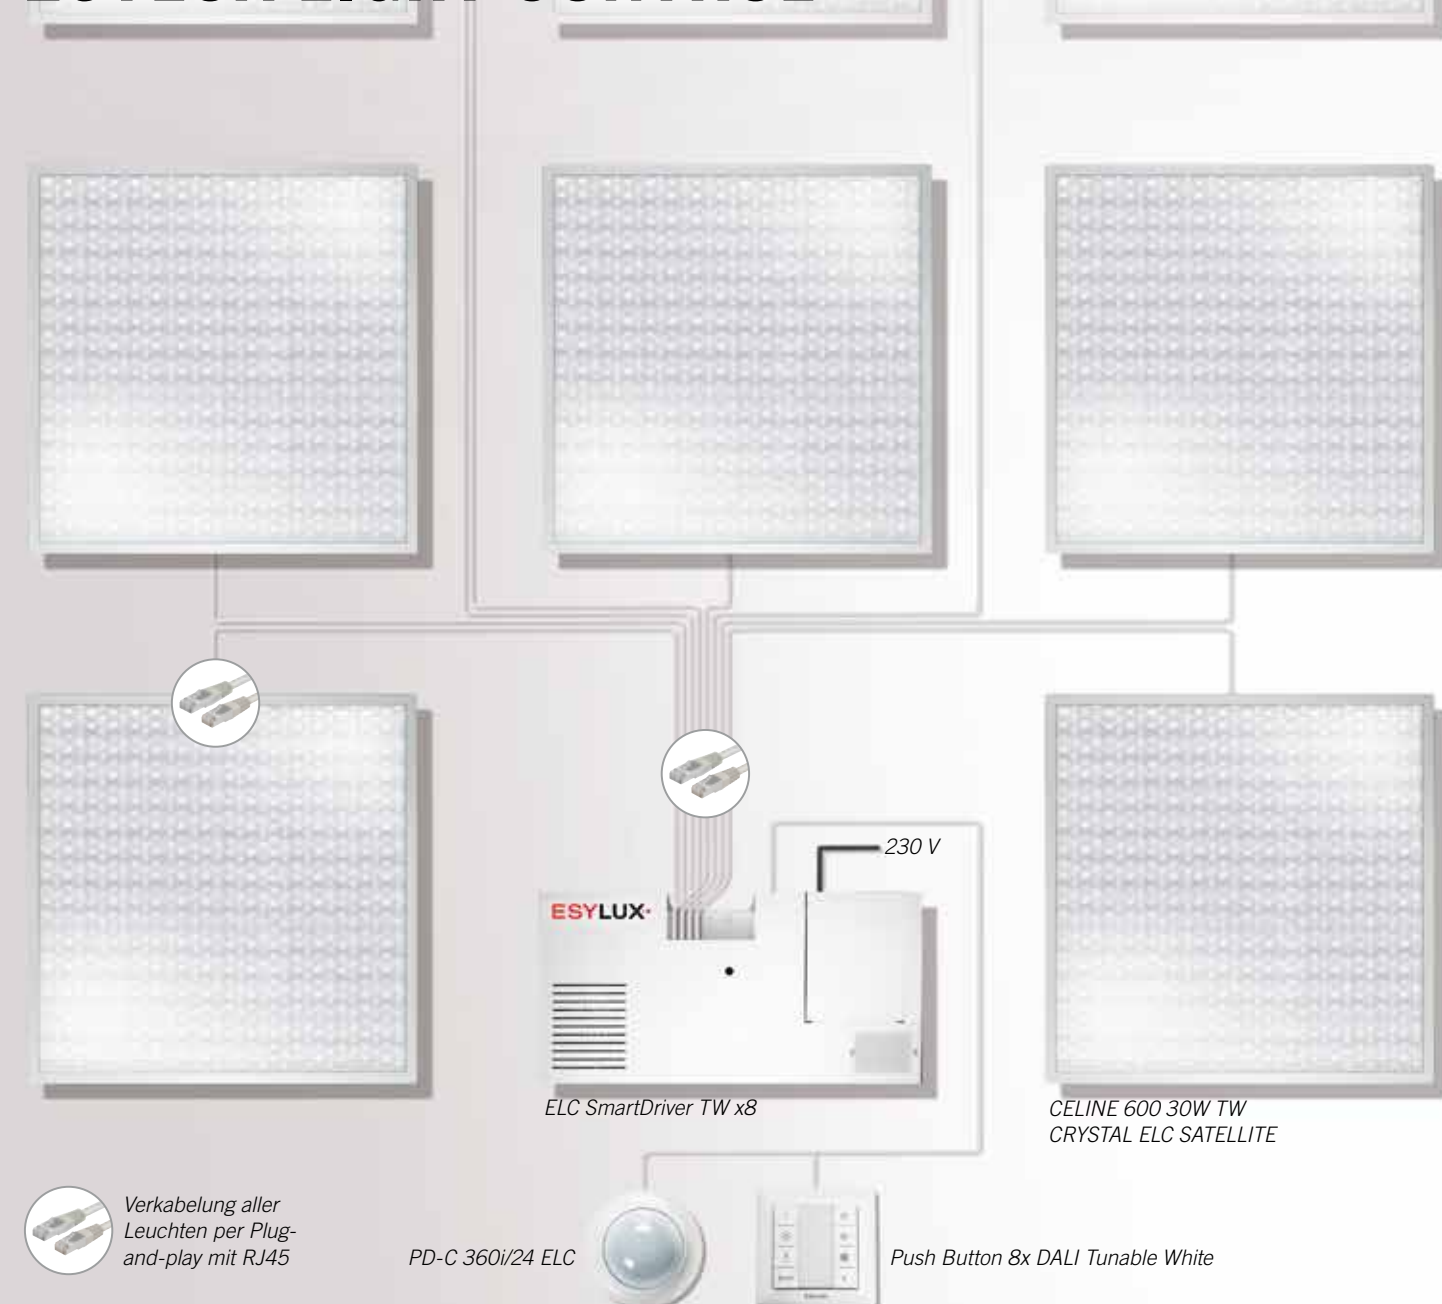 230 V
ESYLUX
ELC SmartDriver TW x8
CELINE 600 30W TW
CRYSTAL ELC SATELLITE
Verkabelung aller
Leuchten per Plug-
and-play mit RJ45
PD-C 360i/24 ELC
Push Button 8x DALI Tunable White